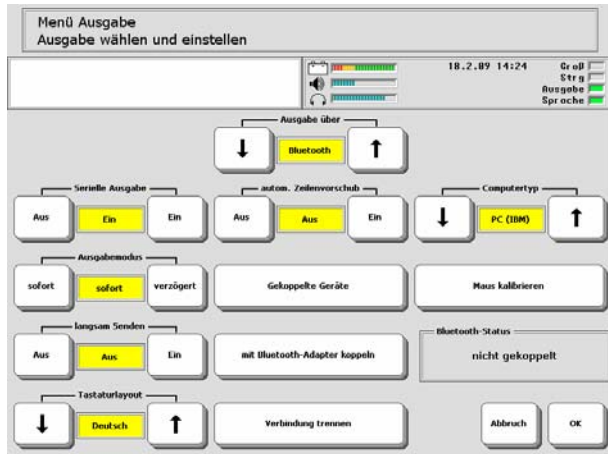 Menü Ausgabe
Ausgabe wählen und einstellen
18.2.09 14:24
Groß
Strg
Ausgabe
Sprache
Ausgabe über
Bluetooth
Serielle Ausgabe
Aus Ein Ein
autom. Zeilenvorschub
Aus Aus Ein
Computertyp
PC (IBM)
Ausgabemodus
sofort sofort verzögert
Gekoppelte Geräte
Maus kalibrieren
langsam Senden
Aus Aus Ein
mit Bluetooth-Adapter koppeln
Bluetooth-Status
nicht gekoppelt
Tastaturlayout
Deutsch
Verbindung trennen
Abbruch
OK